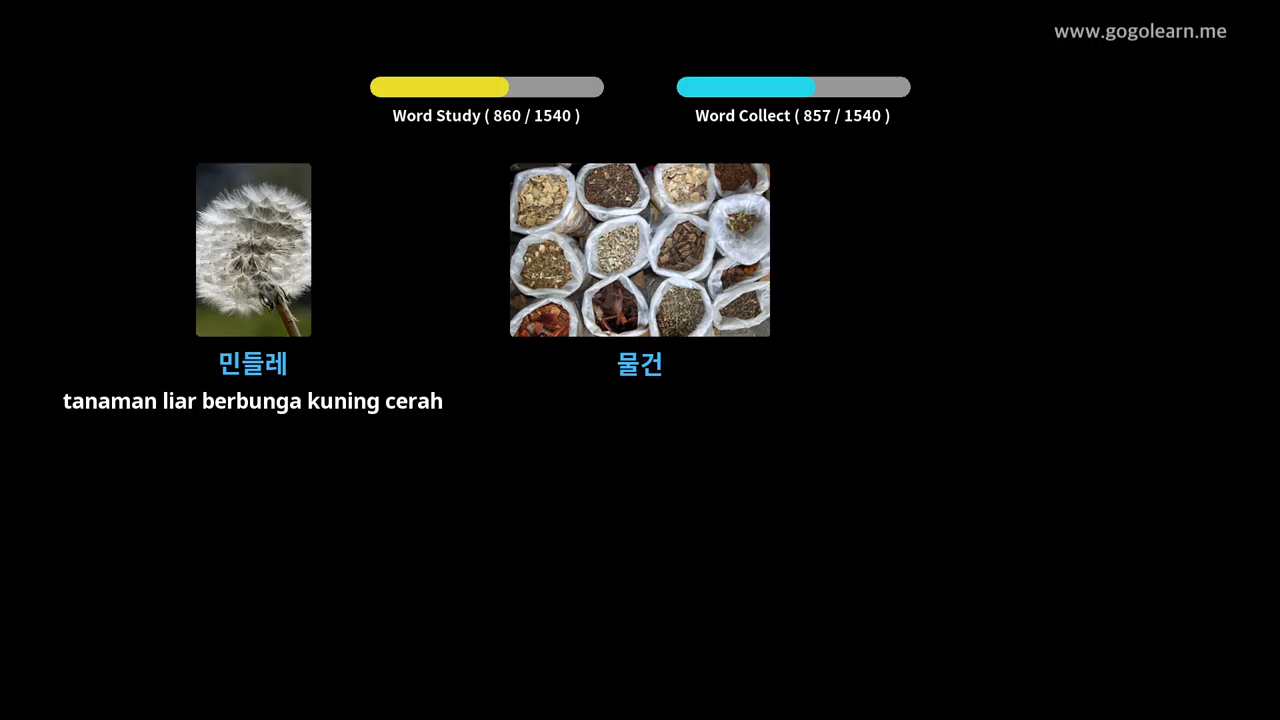 www.gogolearn.me
Word Study ( 860 / 1540 )
Word Collect ( 857 / 1540 )
민들레
물건
tanaman liar berbunga kuning cerah